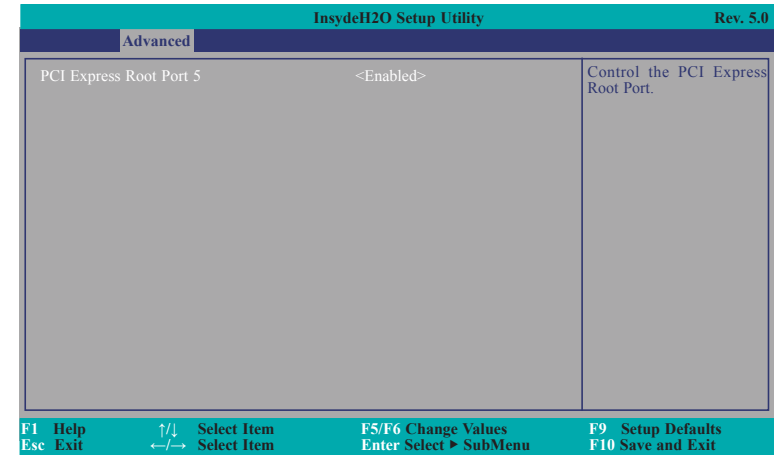 InsydeH2O Setup Utility Rev. 5.0
Advanced
PCI Express Root Port 5 <Enabled>
Control the PCI Express
Root Port.
F1 Help ↑/↓ Select Item F5/F6 Change Values F9 Setup Defaults
Esc Exit ←/→ Select Item Enter Select ▶ SubMenu F10 Save and Exit